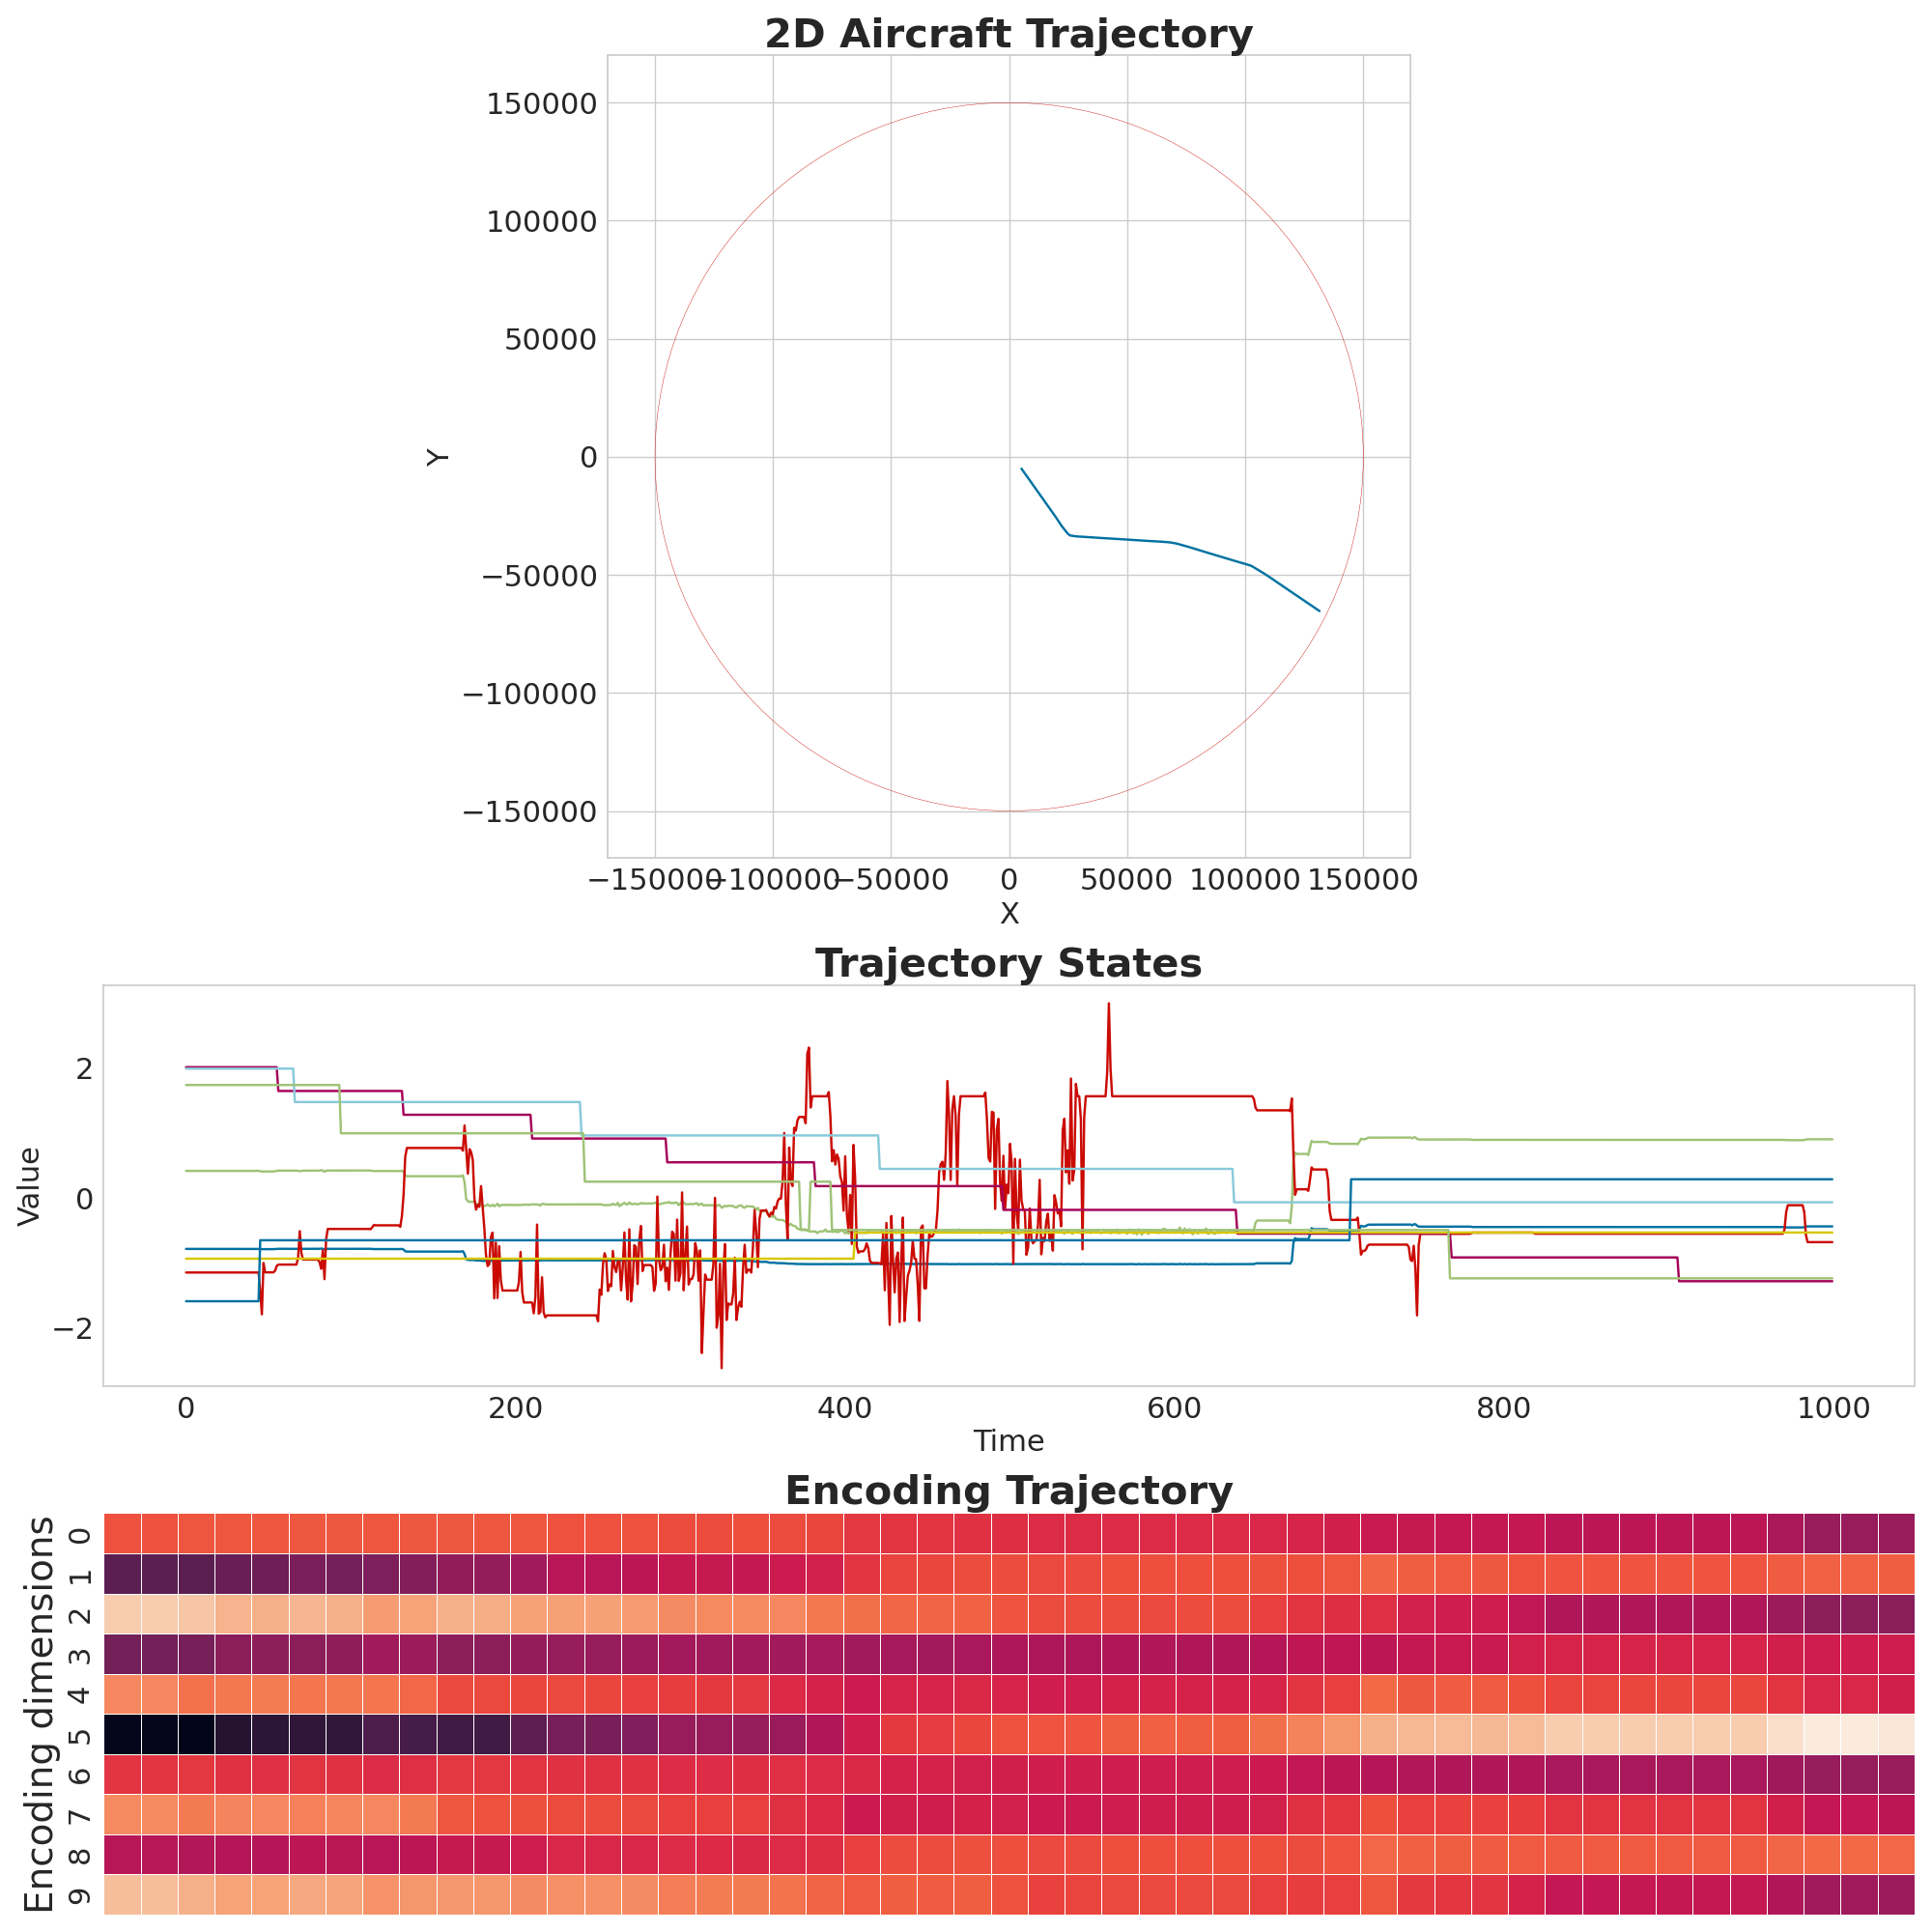 2D Aircraft Trajectory
150000
100000
50000
0
−50000
−100000
−150000
Y
−150000 −100000 −50000 0 50000 100000 150000
X
Trajectory States
2
0
−2
Value
0 200 400 600 800 1000
Time
Encoding Trajectory
Encoding dimensions
0
1
2
3
4
5
6
7
8
9